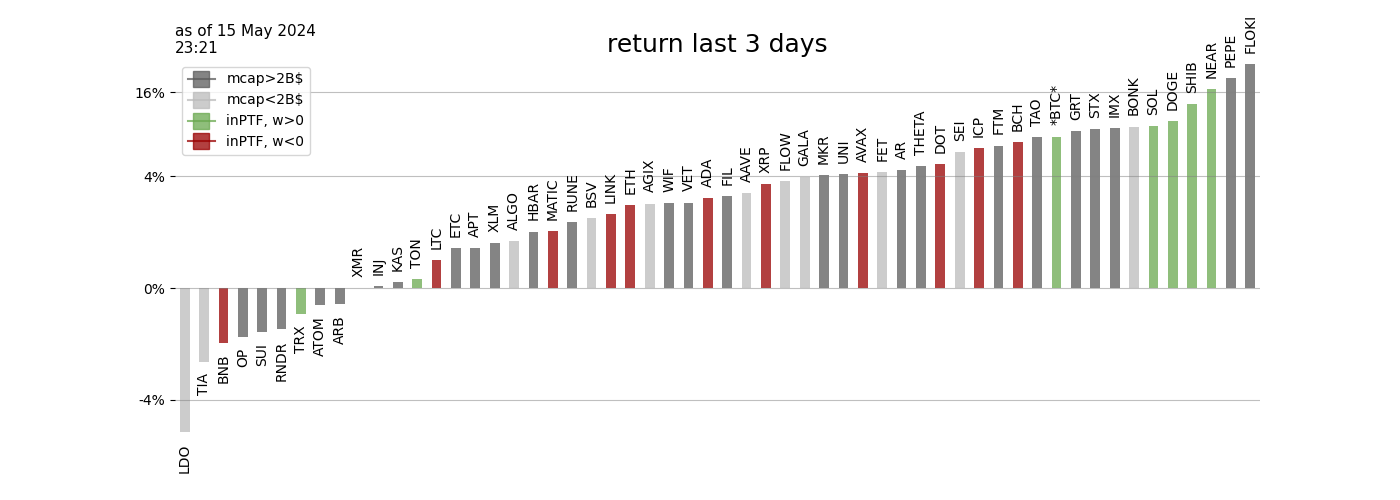 as of 15 May 2024
23:21
return last 3 days
mcap>2B$
mcap<2B$
inPTF, w>0
inPTF, w<0
16%
4%
0%
-4%
LDO
TIA
BNB
OP
SUI
RNDR
TRX
ATOM
ARB
XMR
INJ
KAS
TON
LTC
ETC
APT
XLM
ALGO
HBAR
MATIC
RUNE
BSV
LINK
ETH
AGIX
WIF
VET
ADA
FIL
AAVE
XRP
FLOW
GALA
MKR
UNI
AVAX
FET
AR
THETA
DOT
SEI
ICP
FTM
BCH
TAO
*BTC*
GRT
STX
IMX
BONK
SOL
DOGE
SHIB
NEAR
PEPE
FLOKI